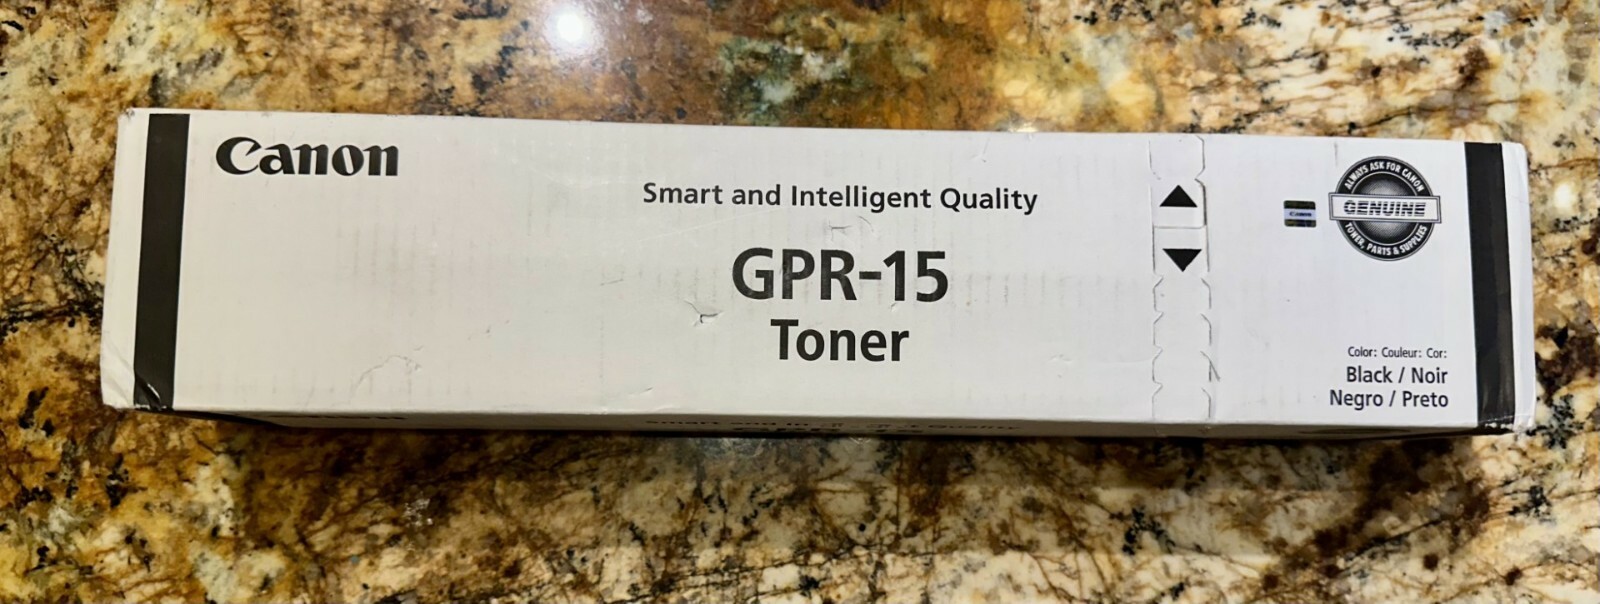 Canon
Smart and Intelligent Quality
GPR-15
Toner
Canon
ALWAYS ASK FOR CANON
GENUINE
TONER, PARTS & SUPPLIES
Color: Couleur: Cor:
Black / Noir
Negro / Preto